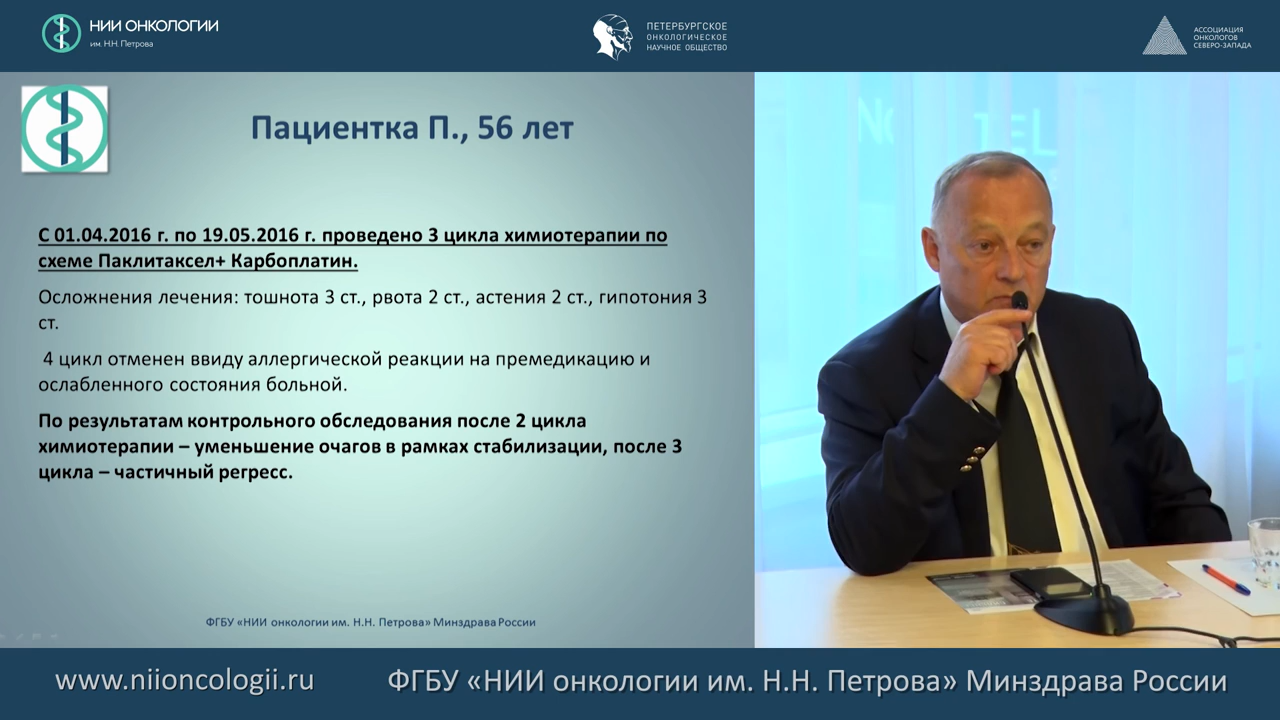 НИИ ОНКОЛОГИИ
им. Н.Н. Петрова
ПЕТЕРБУРГСКОЕ
ОНКОЛОГИЧЕСКОЕ
НАУЧНОЕ ОБЩЕСТВО
АССОЦИАЦИЯ
ОНКОЛОГОВ
СЕВЕРО-ЗАПАДА
Пациентка П., 56 лет
С 01.04.2016 г. по 19.05.2016 г. проведено 3 цикла химиотерапии по
схеме Паклитаксел+ Карбоплатин.
Осложнения лечения: тошнота 3 ст., рвота 2 ст., астения 2 ст., гипотония 3
ст.
4 цикл отменен ввиду аллергической реакции на премедикацию и
ослабленного состояния больной.
По результатам контрольного обследования после 2 цикла
химиотерапии – уменьшение очагов в рамках стабилизации, после 3
цикла – частичный регресс.
ФГБУ «НИИ онкологии им. Н.Н. Петрова» Минздрава России
www.niioncologii.ru
ФГБУ «НИИ онкологии им. Н.Н. Петрова» Минздрава России